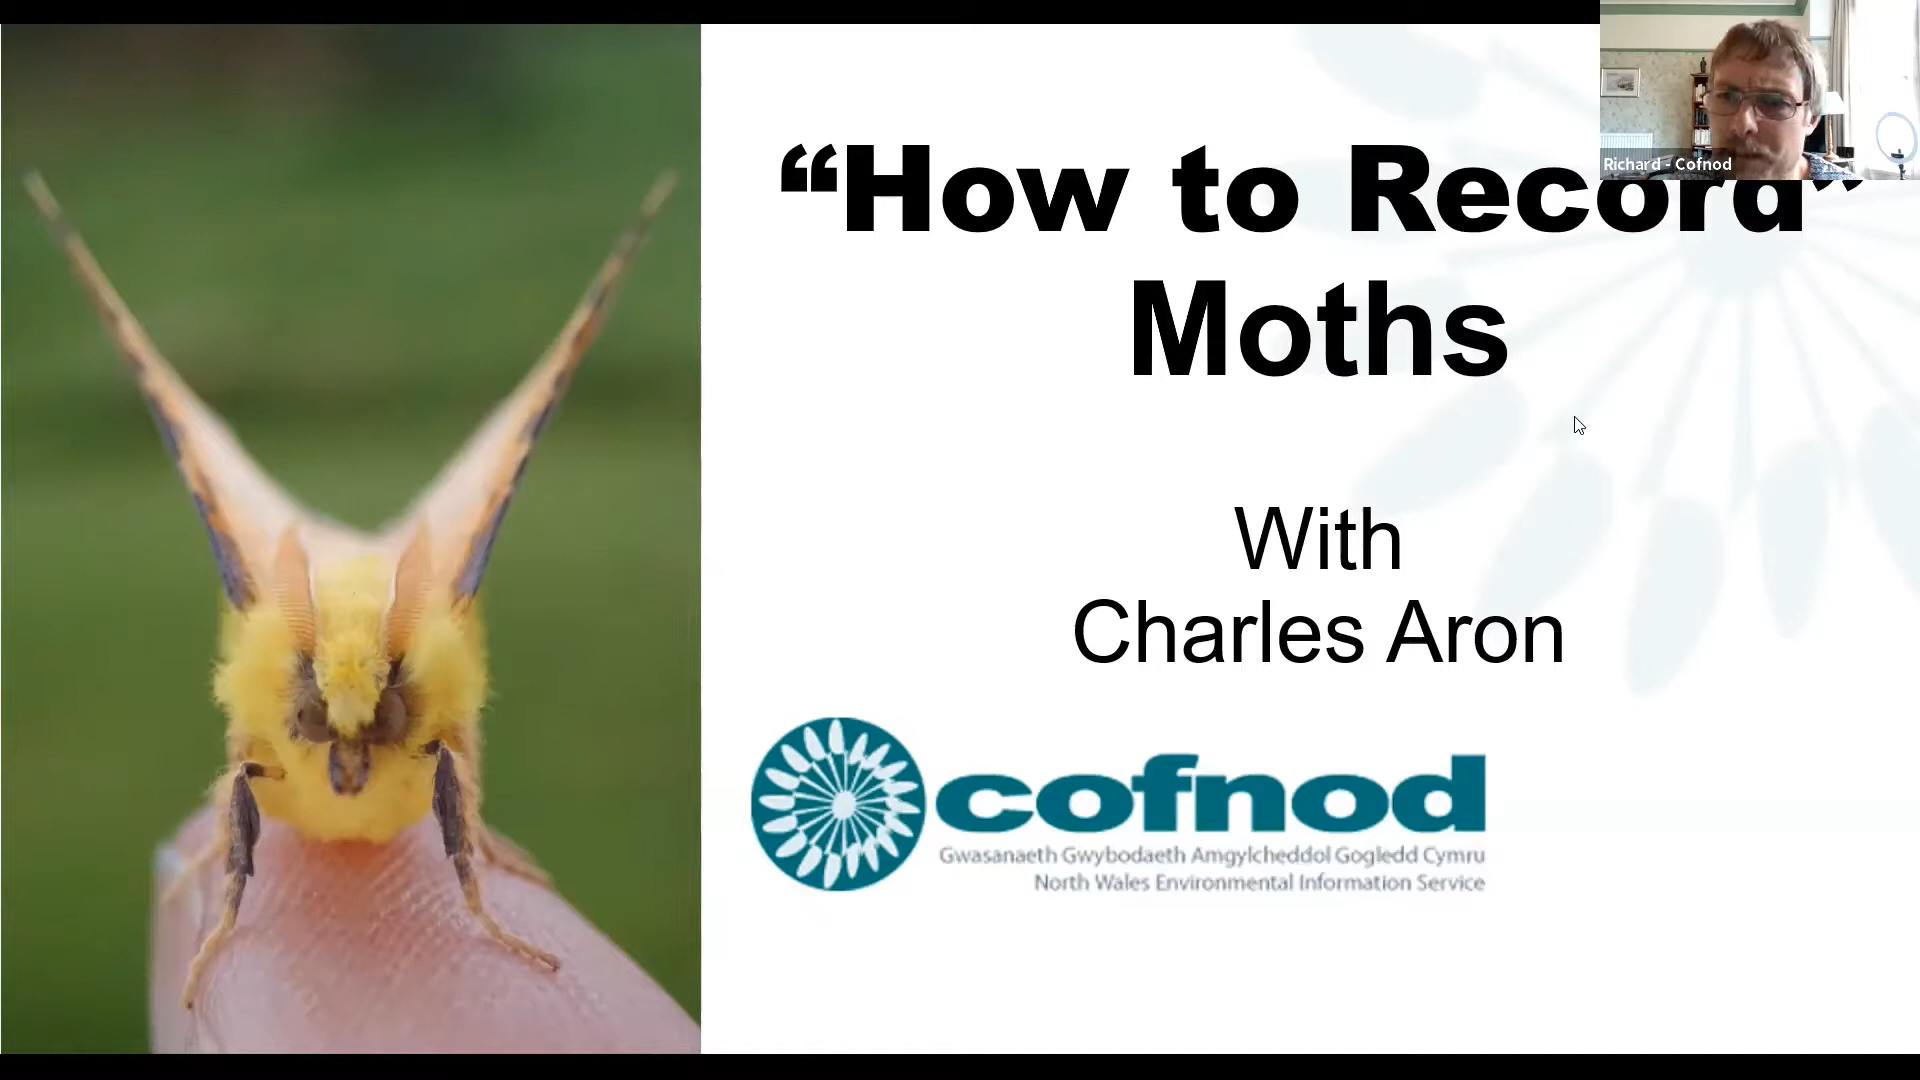 “How to Record”
Moths
With
Charles Aron
cofnod
Gwasanaeth Gwybodaeth Amgylcheddol Gogledd Cymru
North Wales Environmental Information Service
Richard - Cofnod